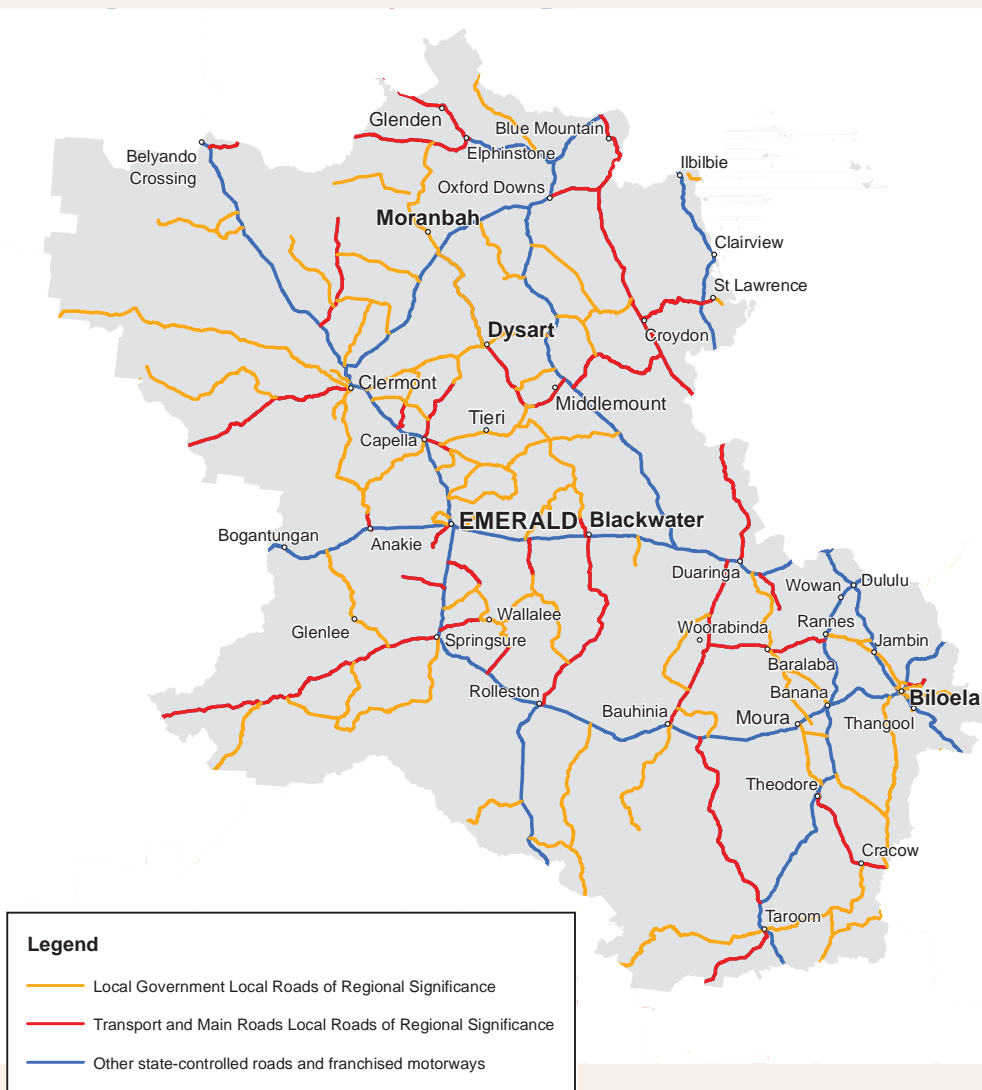 Glenden
Blue Mountain
Elphinstone
Belyando
Crossing
Ilbilbie
Oxford Downs
Moranbah
Clairview
St Lawrence
Dysart
Croydon
Clermont
Middlemount
Tieri
Capella
EMERALD
Blackwater
Bogantungan
Anakie
Duaringa
Wowan
Dululu
Wallalee
Glenlee
Springsure
Woorabinda
Rannes
Jambin
Baralaba
Rolleston
Banana
Biloela
Bauhinia
Moura
Thangool
Theodore
Cracow
Taroom
Legend
Local Government Local Roads of Regional Significance
Transport and Main Roads Local Roads of Regional Significance
Other state-controlled roads and franchised motorways